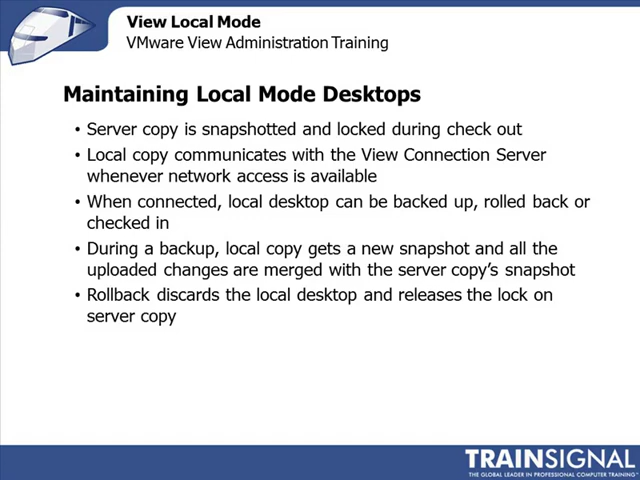 View Local Mode
VMware View Administration Training
Maintaining Local Mode Desktops
• Server copy is snapshotted and locked during check out
• Local copy communicates with the View Connection Server
whenever network access is available
• When connected, local desktop can be backed up, rolled back or
checked in
• During a backup, local copy gets a new snapshot and all the
uploaded changes are merged with the server copy's snapshot
• Rollback discards the local desktop and releases the lock on
server copy
TRAINSIGNAL
THE GLOBAL LEADER IN PROFESSIONAL COMPUTER TRAINING™